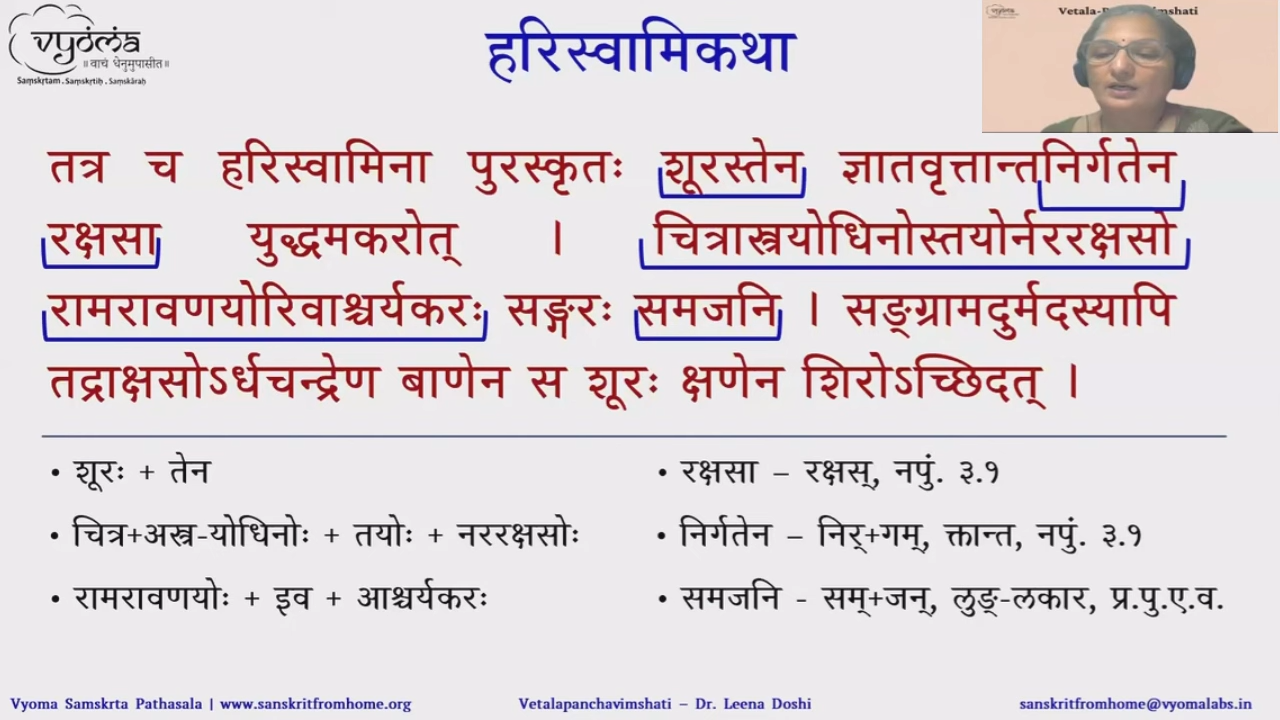 vyoma
॥ वाचं धेनुमुपासीत॥
Saṃskṛtam . Saṃskṛtiḥ . Saṃskāraḥ
हरिस्वामिकथा
तत्र च हरिस्वामिना पुरस्कृतः शूरस्तेन ज्ञातवृत्तान्तनिर्गतेन
रक्षसा युद्धमकरोत् । चित्रास्त्रयोधिनोस्तयोर्नररक्षसो
रामरावणयोरिवाश्चर्यकरः सङ्गरः समजनि । सङ्ग्रामदुर्मदस्यापि
तद्राक्षसोऽर्धचन्द्रेण बाणेन स शूरः क्षणेन शिरोऽच्छिदत् ।
• शूरः + तेन
• चित्र+अस्त्र-योधिनोः + तयोः + नररक्षसोः
• रामरावणयोः + इव + आश्चर्यकरः
• रक्षसा – रक्षस्, नपुं. ३.१
• निर्गतेन – निर्+गम्, क्तान्त, नपुं. ३.१
• समजनि - सम्+जन्, लुङ्-लकार, प्र.पु.ए.व.
Vyoma Samskrta Pathasala | www.sanskritfromhome.org
Vetalapanchavimshati – Dr. Leena Doshi
sanskritfromhome@vyomalabs.in